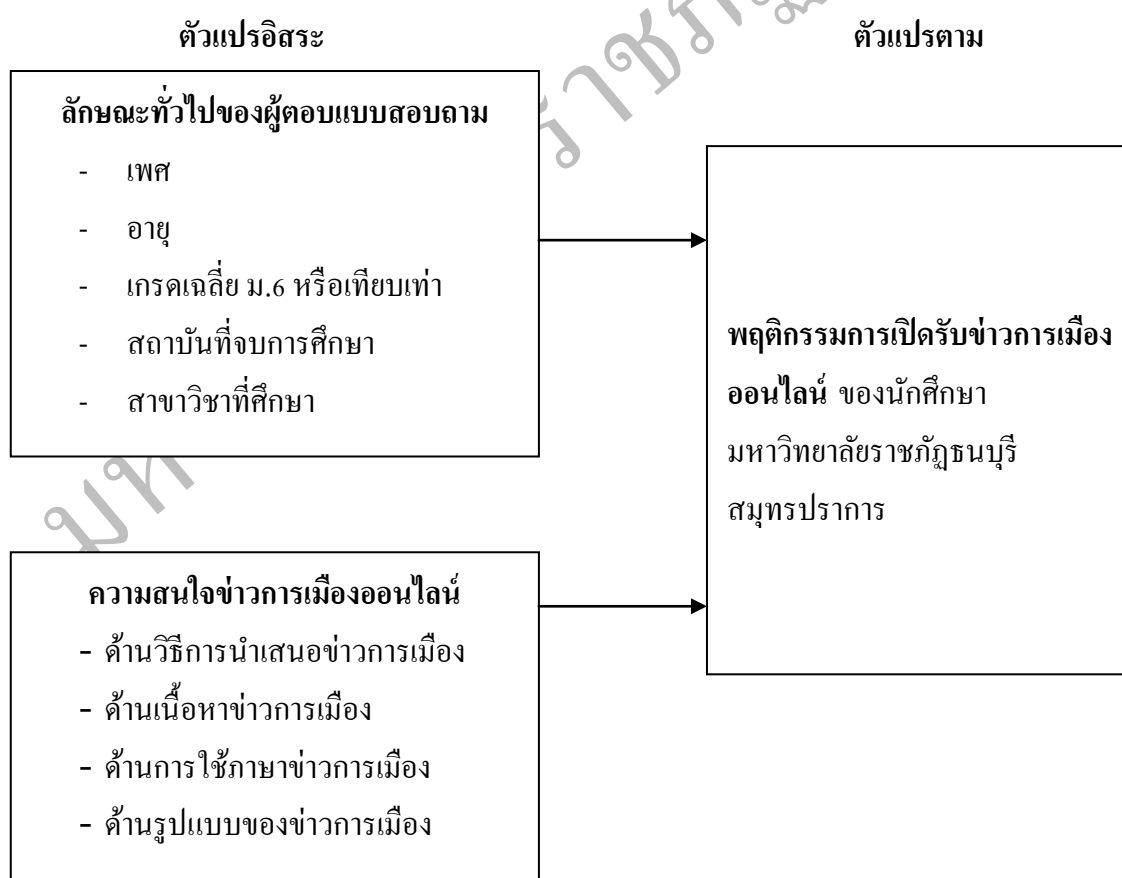 ตัวแปรอิสระ
ตัวแปรตาม
ลักษณะทั่วไปของผู้ตอบแบบสอบถาม
- เพศ
- อายุ
- เกรดเฉลี่ย ม.6 หรือเทียบเท่า
- สถาบันที่จบการศึกษา
- สาขาวิชาที่ศึกษา
พฤติกรรมการเปิดรับข่าวการเมือง
ออนไลน์ ของนักศึกษา
มหาวิทยาลัยราชภัฏธนบุรี
สมุทรปราการ
ความสนใจข่าวการเมืองออนไลน์
- ด้านวิธีการนำเสนอข่าวการเมือง
- ด้านเนื้อหาข่าวการเมือง
- ด้านการใช้ภาษาข่าวการเมือง
- ด้านรูปแบบของข่าวการเมือง